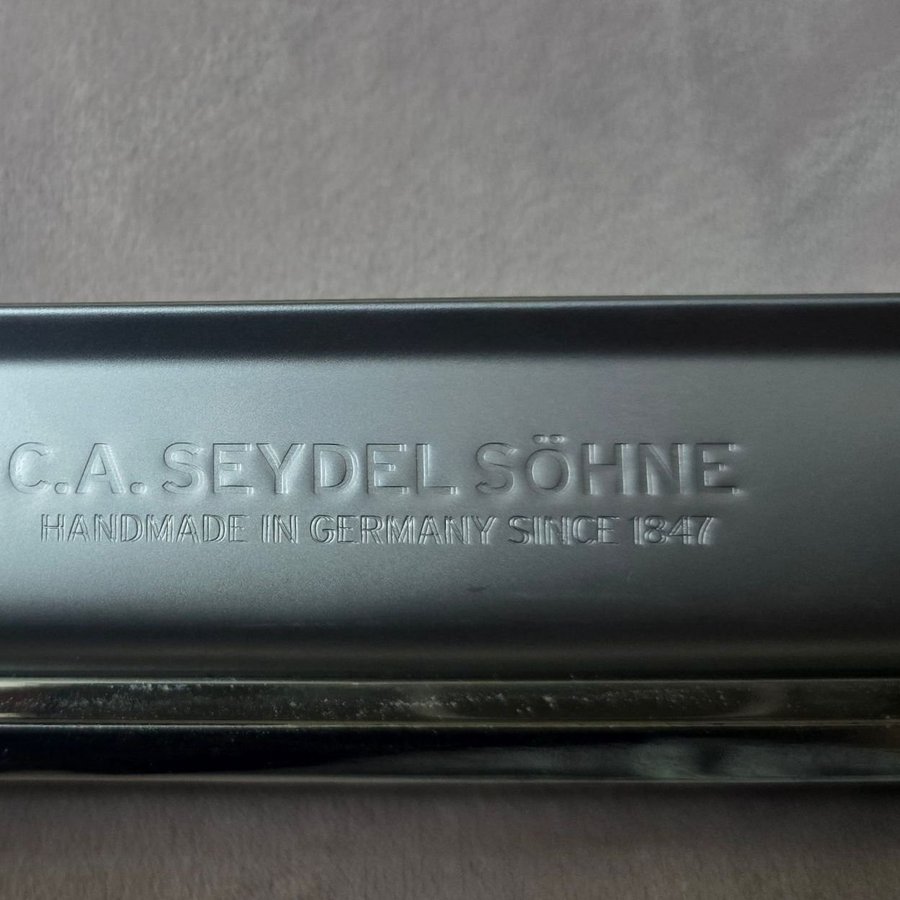 C.A. SEYDEL SÖHNE
HANDMADE IN GERMANY SINCE 1847